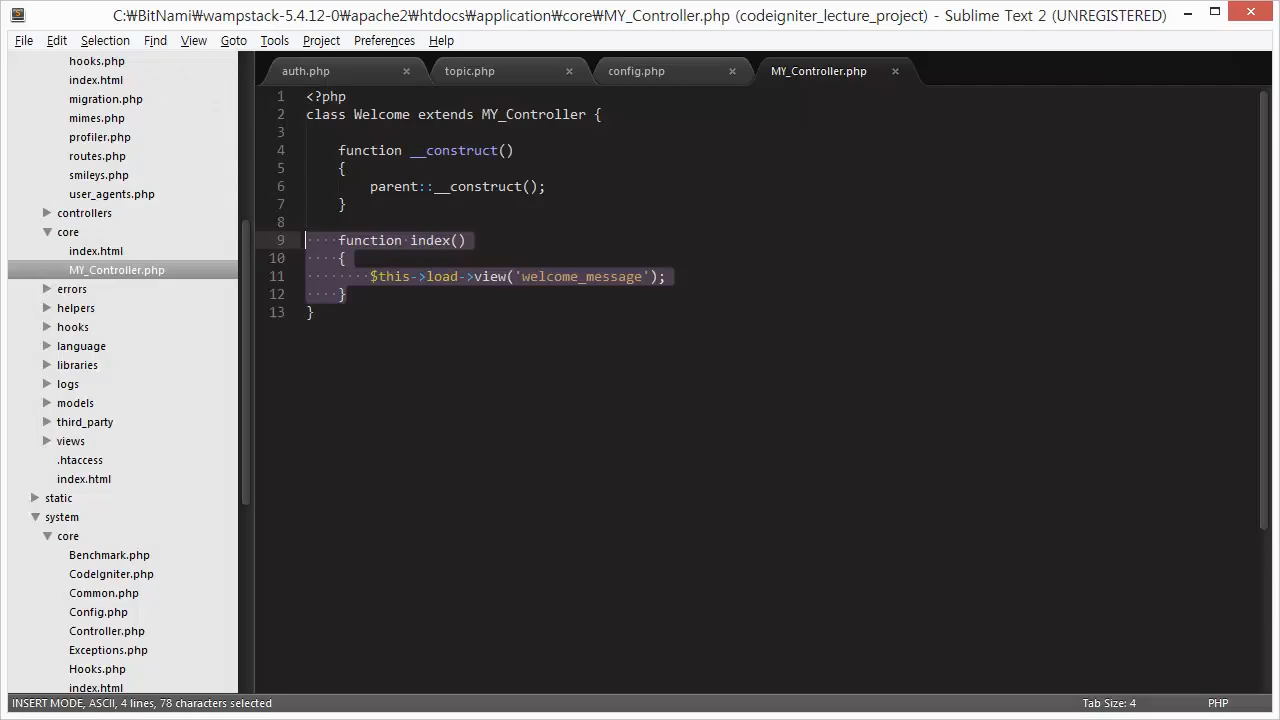 C:₩BitNami₩wampstack-5.4.12-0₩apache2₩htdocs₩application₩core₩MY_Controller.php (codeigniter_lecture_project) - Sublime Text 2 (UNREGISTERED)
File Edit Selection Find View Goto Tools Project Preferences Help
hooks.php
index.html
migration.php
mimes.php
profiler.php
routes.php
smileys.php
user_agents.php
controllers
core
index.html
MY_Controller.php
errors
helpers
hooks
language
libraries
logs
models
third_party
views
.htaccess
index.html
static
system
core
Benchmark.php
CodeIgniter.php
Common.php
Config.php
Controller.php
Exceptions.php
Hooks.php
index.html
auth.php × topic.php × config.php × MY_Controller.php ×
1 <?php
2 class Welcome extends MY_Controller {
3
4 function __construct()
5 {
6 parent::__construct();
7 }
8
9 function index()
10 {
11 $this->load->view('welcome_message');
12 }
13 }
INSERT MODE, ASCII, 4 lines, 78 characters selected Tab Size: 4 PHP